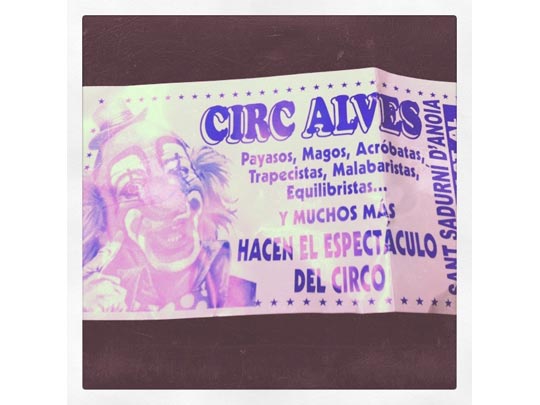 CIRC ALVES
Payasos, Magos, Acróbatas,
Trapecistas, Malabaristas,
Equilibristas...
Y MUCHOS MÁS
HACEN EL ESPECTÁCULO
DEL CIRCO
SANT SADURNÍ D'ANOIA